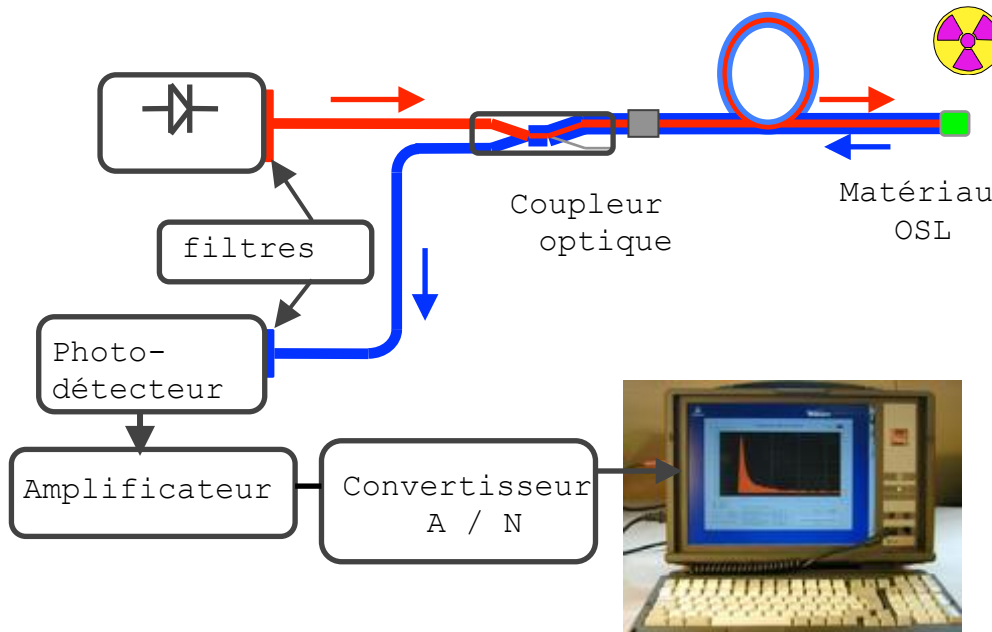 Coupleur
optique
Matériau
OSL
filtres
Photo-
détecteur
Amplificateur
Convertisseur
A / N